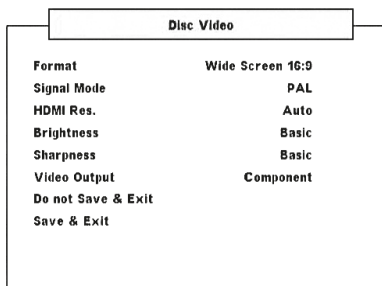 Disc Video
Format Wide Screen 16:9
Signal Mode PAL
HDMI Res. Auto
Brightness Basic
Sharpness Basic
Video Output Component
Do not Save & Exit
Save & Exit